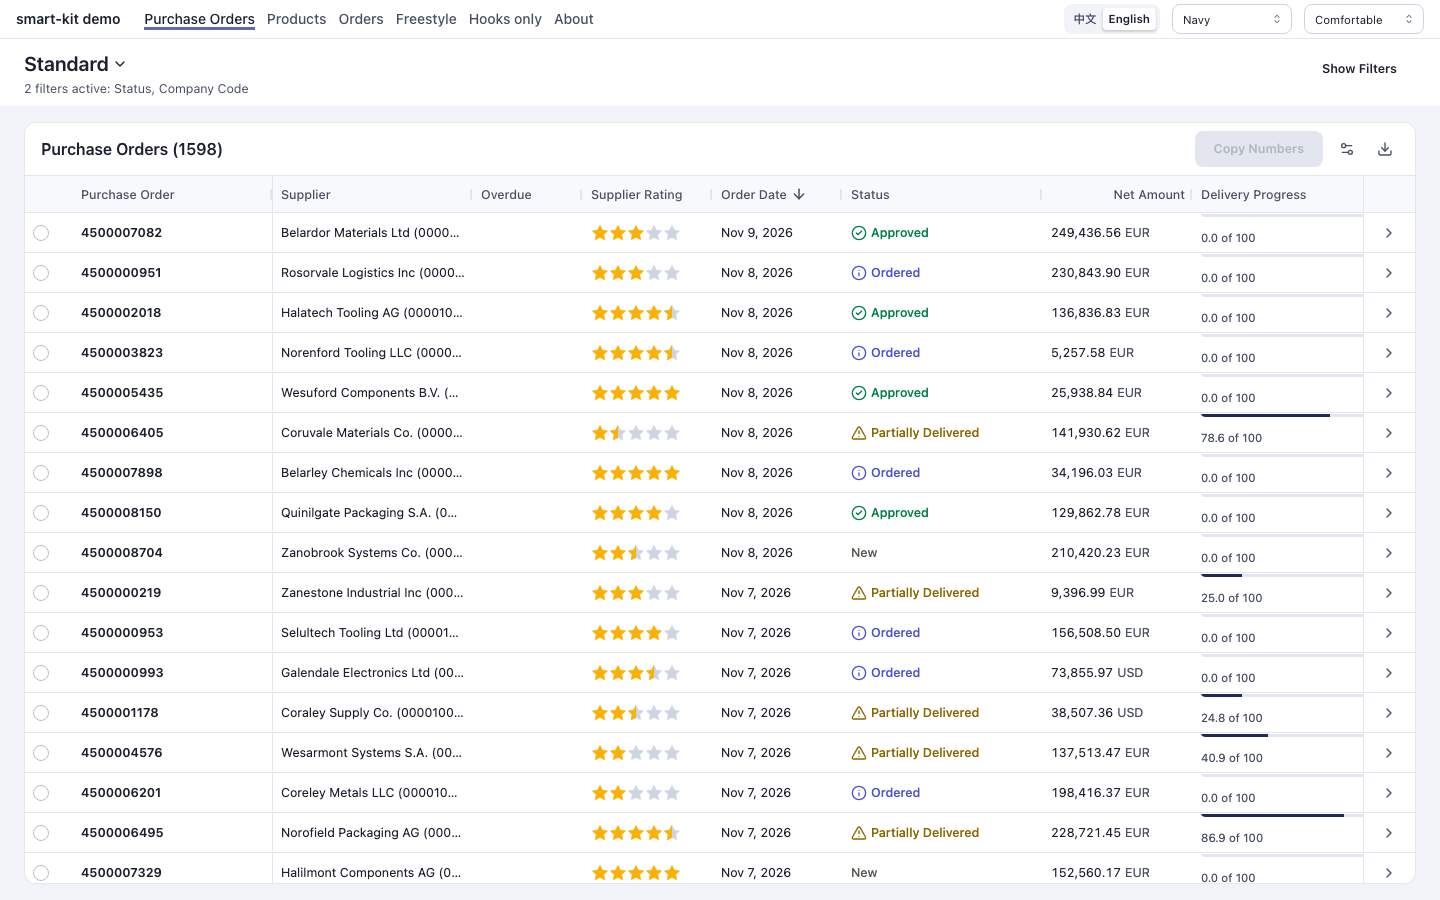 smart-kit demo Purchase Orders Products Orders Freestyle Hooks only About 中文 English Navy Comfortable
Standard
2 filters active: Status, Company Code
Show Filters
Purchase Orders (1598) Copy Numbers
Purchase Order Supplier Overdue Supplier Rating Order Date Status Net Amount Delivery Progress
4500007082 Belardor Materials Ltd (0000... Nov 9, 2026 Approved 249,436.56 EUR 0.0 of 100
4500000951 Rosorvale Logistics Inc (0000... Nov 8, 2026 Ordered 230,843.90 EUR 0.0 of 100
4500002018 Halatech Tooling AG (000010... Nov 8, 2026 Approved 136,836.83 EUR 0.0 of 100
4500003823 Norenford Tooling LLC (0000... Nov 8, 2026 Ordered 5,257.58 EUR 0.0 of 100
4500005435 Wesuford Components B.V. (... Nov 8, 2026 Approved 25,938.84 EUR 0.0 of 100
4500006405 Coruvale Materials Co. (0000... Nov 8, 2026 Partially Delivered 141,930.62 EUR 78.6 of 100
4500007898 Belarley Chemicals Inc (0000... Nov 8, 2026 Ordered 34,196.03 EUR 0.0 of 100
4500008150 Quinilgate Packaging S.A. (0... Nov 8, 2026 Approved 129,862.78 EUR 0.0 of 100
4500008704 Zanobrook Systems Co. (000... Nov 8, 2026 New 210,420.23 EUR 0.0 of 100
4500000219 Zanestone Industrial Inc (000... Nov 7, 2026 Partially Delivered 9,396.99 EUR 25.0 of 100
4500000953 Selultech Tooling Ltd (00001... Nov 7, 2026 Ordered 156,508.50 EUR 0.0 of 100
4500000993 Galendale Electronics Ltd (00... Nov 7, 2026 Ordered 73,855.97 USD 0.0 of 100
4500001178 Coraley Supply Co. (0000100... Nov 7, 2026 Partially Delivered 38,507.36 USD 24.8 of 100
4500004576 Wesarmont Systems S.A. (00... Nov 7, 2026 Partially Delivered 137,513.47 EUR 40.9 of 100
4500006201 Coreley Metals LLC (000010... Nov 7, 2026 Ordered 198,416.37 EUR 0.0 of 100
4500006495 Norofield Packaging AG (000... Nov 7, 2026 Partially Delivered 228,721.45 EUR 86.9 of 100
4500007329 Halilmont Components AG (0... Nov 7, 2026 New 152,560.17 EUR 0.0 of 100